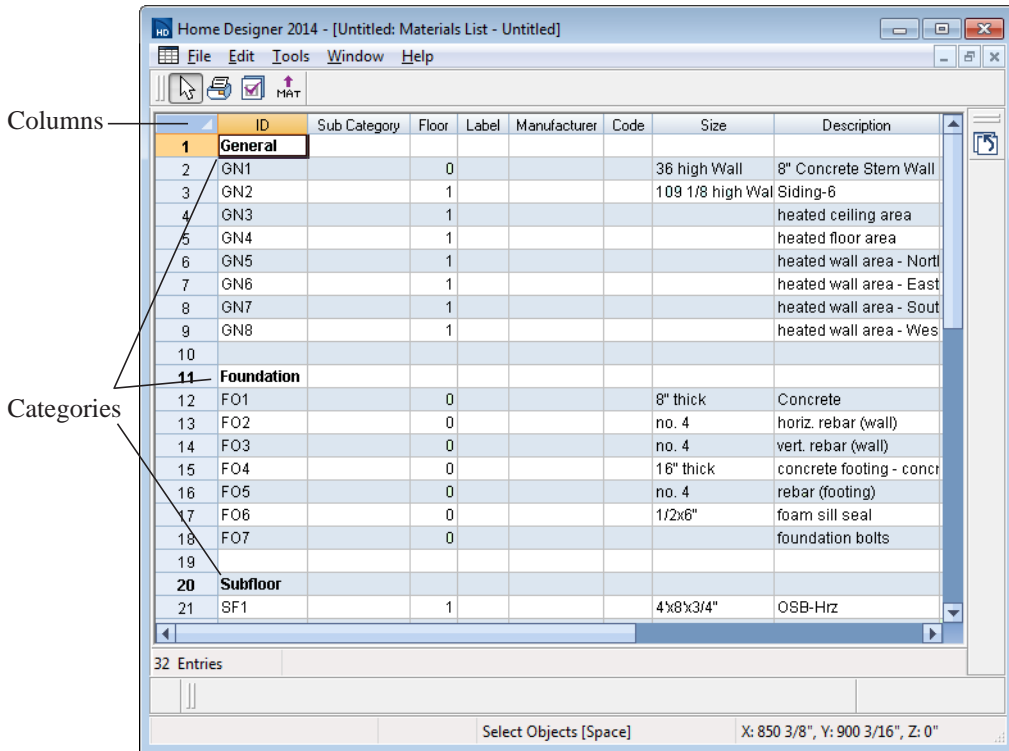 HD Home Designer 2014 - [Untitled: Materials List - Untitled]
File Edit Tools Window Help
MAT
Columns
ID Sub Category Floor Label Manufacturer Code Size Description
1 General
2 GN1 0 36 high Wall 8" Concrete Stem Wall
3 GN2 1 109 1/8 high Wal Siding-6
4 GN3 1 heated ceiling area
5 GN4 1 heated floor area
6 GN5 1 heated wall area - Nortl
7 GN6 1 heated wall area - East
8 GN7 1 heated wall area - Sout
9 GN8 1 heated wall area - Wes
10
11 Foundation
Categories
12 FO1 0 8" thick Concrete
13 FO2 0 no. 4 horiz. rebar (wall)
14 FO3 0 no. 4 vert. rebar (wall)
15 FO4 0 16" thick concrete footing - concr
16 FO5 0 no. 4 rebar (footing)
17 FO6 0 1/2x6" foam sill seal
18 FO7 0 foundation bolts
19
20 Subfloor
21 SF1 1 4'x8'x3/4" OSB-Hrz
32 Entries
Select Objects [Space] X: 850 3/8", Y: 900 3/16", Z: 0"